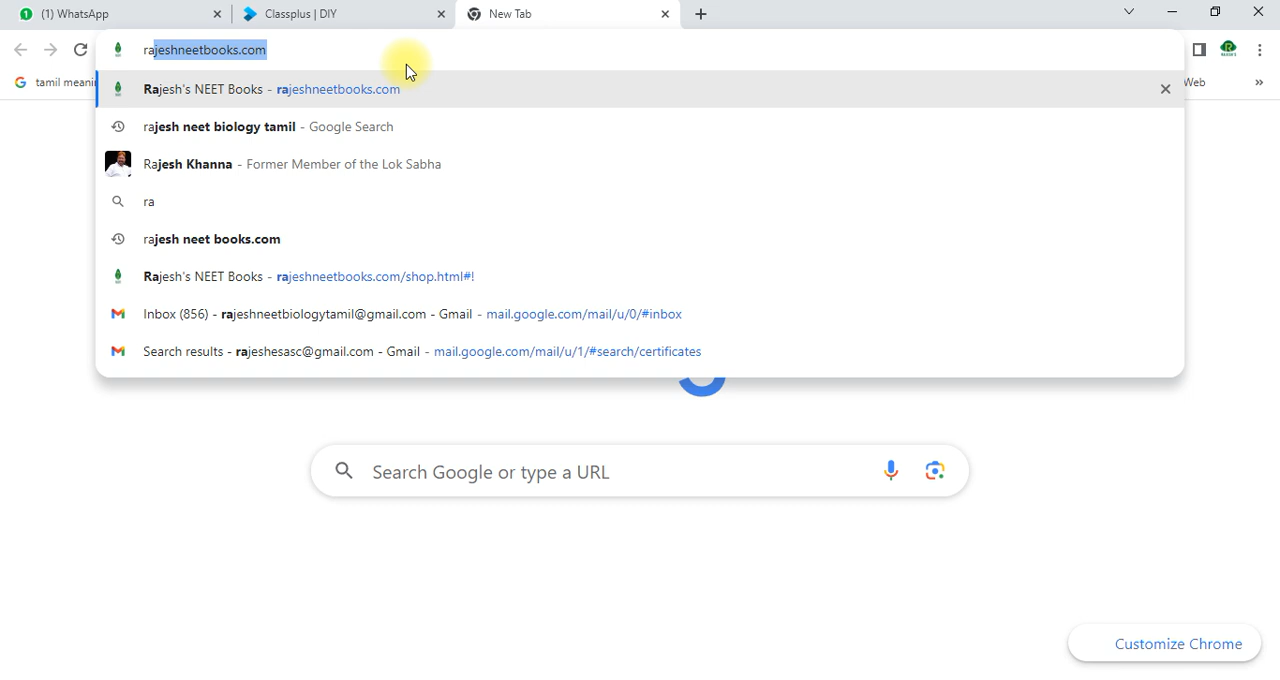 1 (1) WhatsApp
Classplus | DIY
New Tab
rajeshneetbooks.com
tamil meani
Web
Rajesh's NEET Books - rajeshneetbooks.com
rajesh neet biology tamil - Google Search
Rajesh Khanna - Former Member of the Lok Sabha
ra
rajesh neet books.com
Rajesh's NEET Books - rajeshneetbooks.com/shop.html#!
Inbox (856) - rajeshneetbiologytamil@gmail.com - Gmail - mail.google.com/mail/u/0/#inbox
Search results - rajeshesasc@gmail.com - Gmail - mail.google.com/mail/u/1/#search/certificates
Search Google or type a URL
Customize Chrome